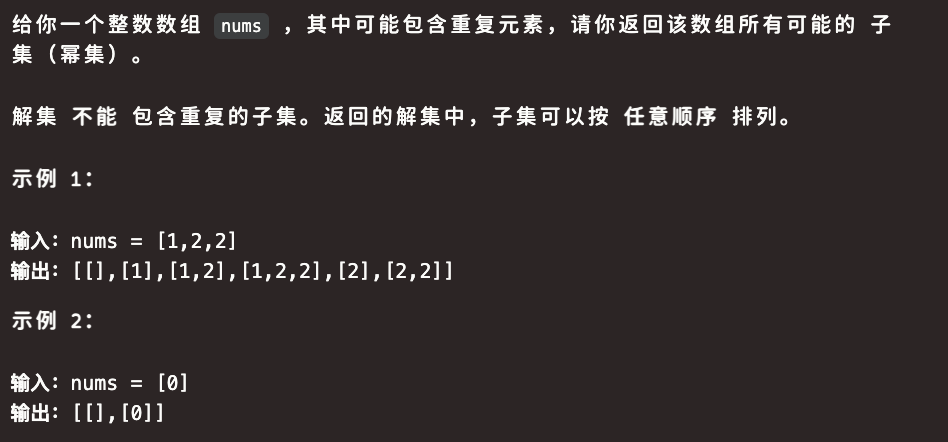 给你一个整数数组 nums ，其中可能包含重复元素，请你返回该数组所有可能的 子
集（幂集）。
解集 不能 包含重复的子集。返回的解集中，子集可以按 任意顺序 排列。
示例 1：
输入：nums = [1,2,2]
输出：[[],[1],[1,2],[1,2,2],[2],[2,2]]
示例 2：
输入：nums = [0]
输出：[[],[0]]